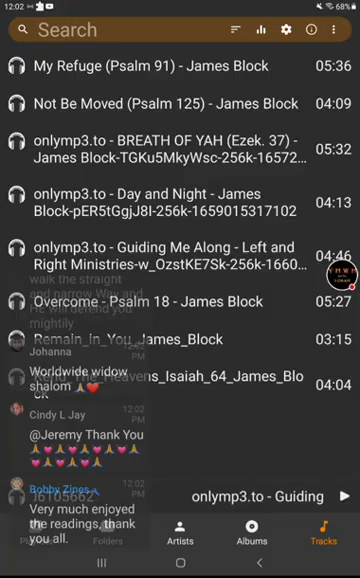 12:02
68%
Search
My Refuge (Psalm 91) - James Block
05:36
Not Be Moved (Psalm 125) - James Block
04:09
onlymp3.to - BREATH OF YAH (Ezek. 37) -
James Block-TGKu5MkyWsc-256k-16572...
05:32
onlymp3.to - Day and Night - James
Block-pER5tGgjJ8I-256k-1659015317102
04:13
onlymp3.to - Guiding Me Along - Left and
Right Ministries-w_OzstKE7Sk-256k-1660...
04:46
walk the straight
and narrow Way and
He will defend you
mightily
Overcome - Psalm 18 - James Block
05:27
Remain_In_You_James_Block
03:15
Johanna
12:02 PM
Worldwide widow
shalom 🙏❤️
Rend_The_Heavens_Isaiah_64_James_Blo
ck
04:04
Cindy L Jay
12:02 PM
@Jeremy Thank You
🙏💓🙏💓🙏💓🙏
💓🙏💓🙏💓🙏
Bobby Zines
12:02 PM
Very much enjoyed
the readings, thank
you all.
onlymp3.to - Guiding
Folders
Artists
Albums
Tracks